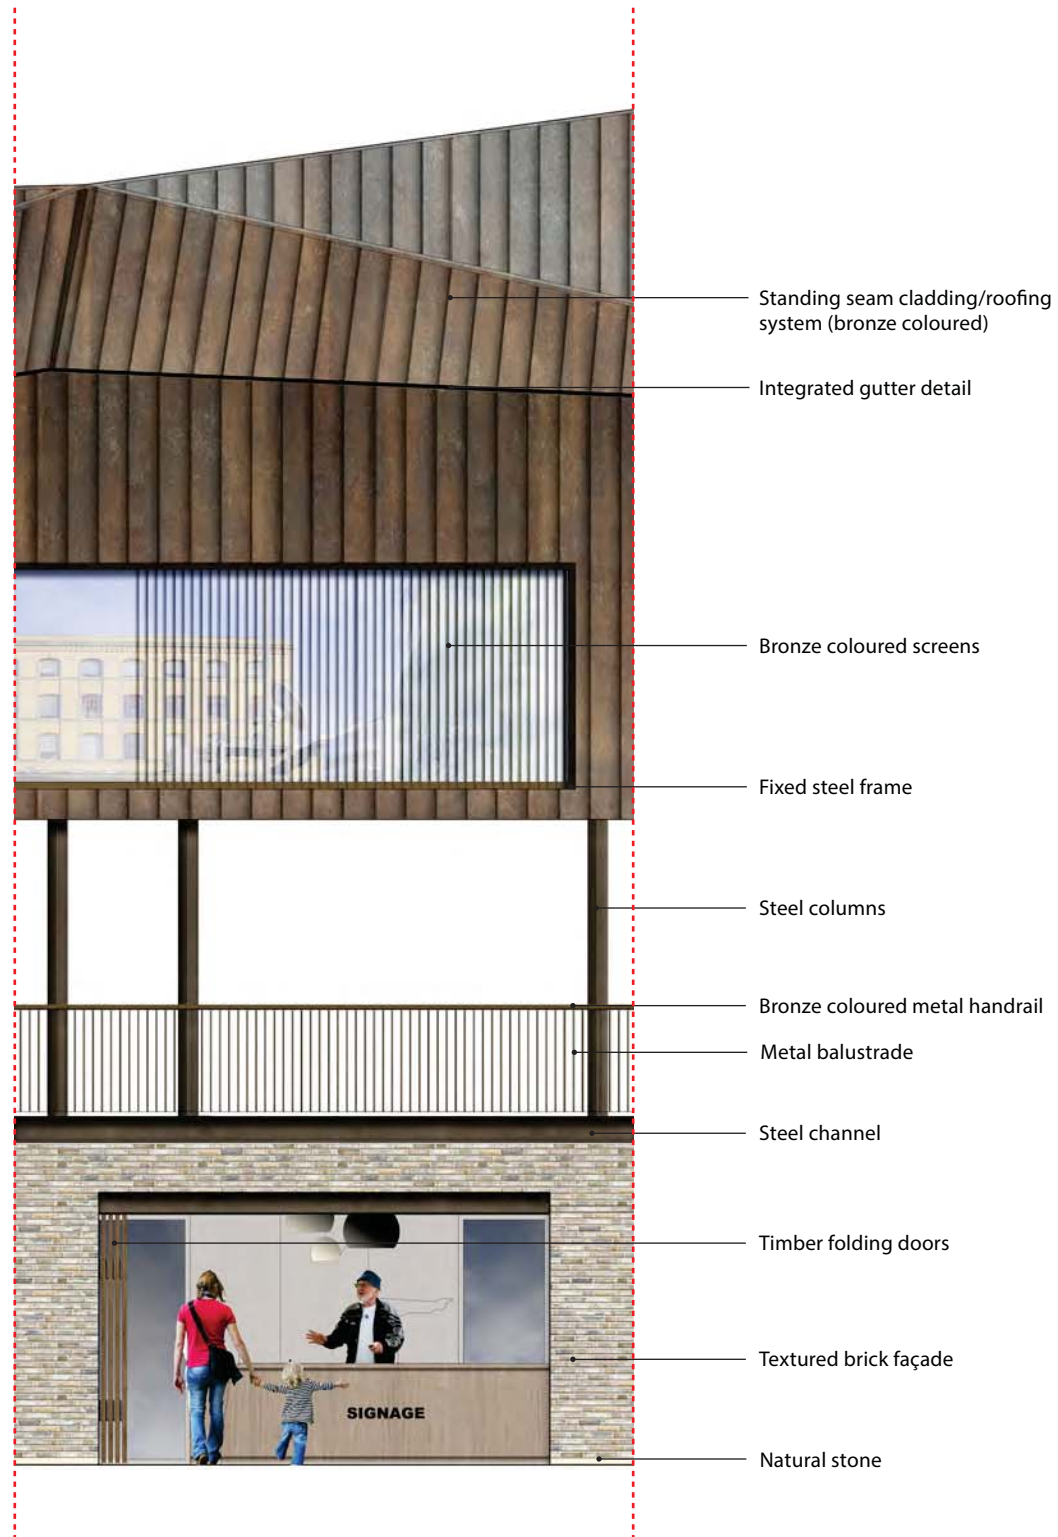 Standing seam cladding/roofing
system (bronze coloured)
Integrated gutter detail
Bronze coloured screens
Fixed steel frame
Steel columns
Bronze coloured metal handrail
Metal balustrade
Steel channel
Timber folding doors
Textured brick façade
SIGNAGE
Natural stone